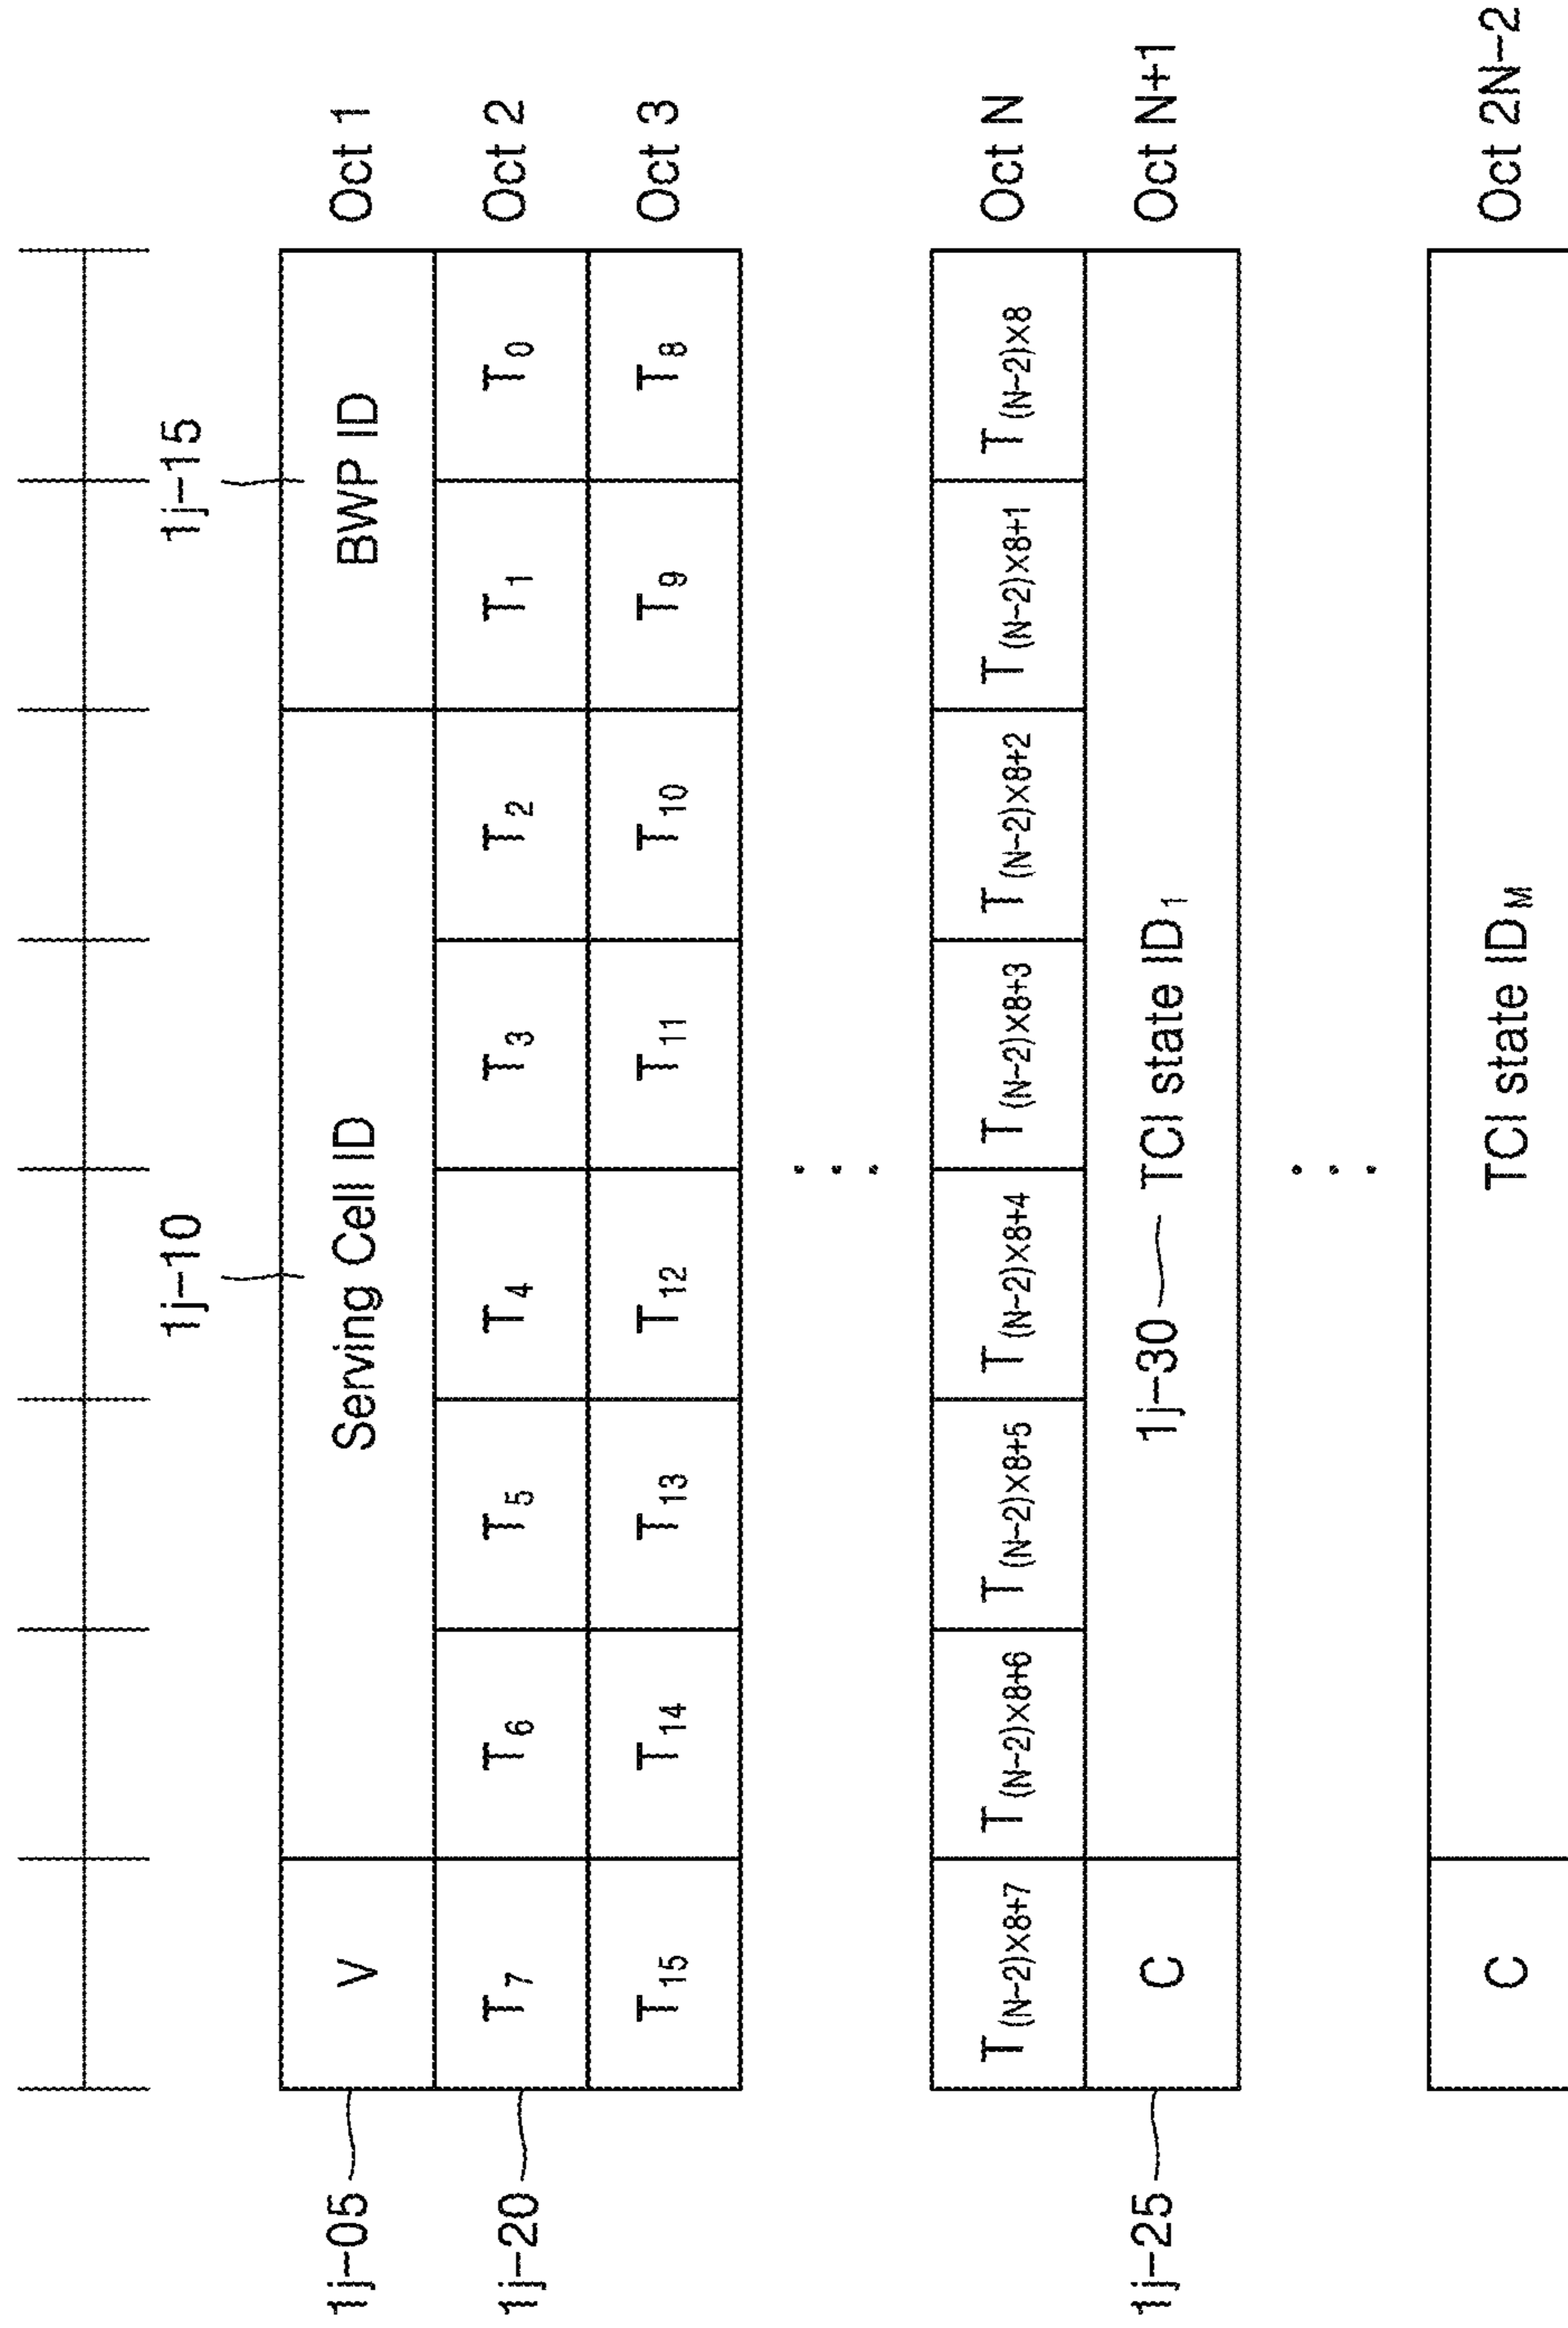 1j-10 1j-15
1j-05 V Serving Cell ID BWP ID Oct 1
1j-20 T7 T6 T5 T4 T3 T2 T1 T0 Oct 2
T15 T14 T13 T12 T11 T10 T9 T8 Oct 3
T(N-2)×8+7 T(N-2)×8+6 T(N-2)×8+5 T(N-2)×8+4 T(N-2)×8+3 T(N-2)×8+2 T(N-2)×8+1 T(N-2)×8 Oct N
1j-25 C 1j-30 TCI state ID1 Oct N+1
C TCI state IDM Oct 2N-2